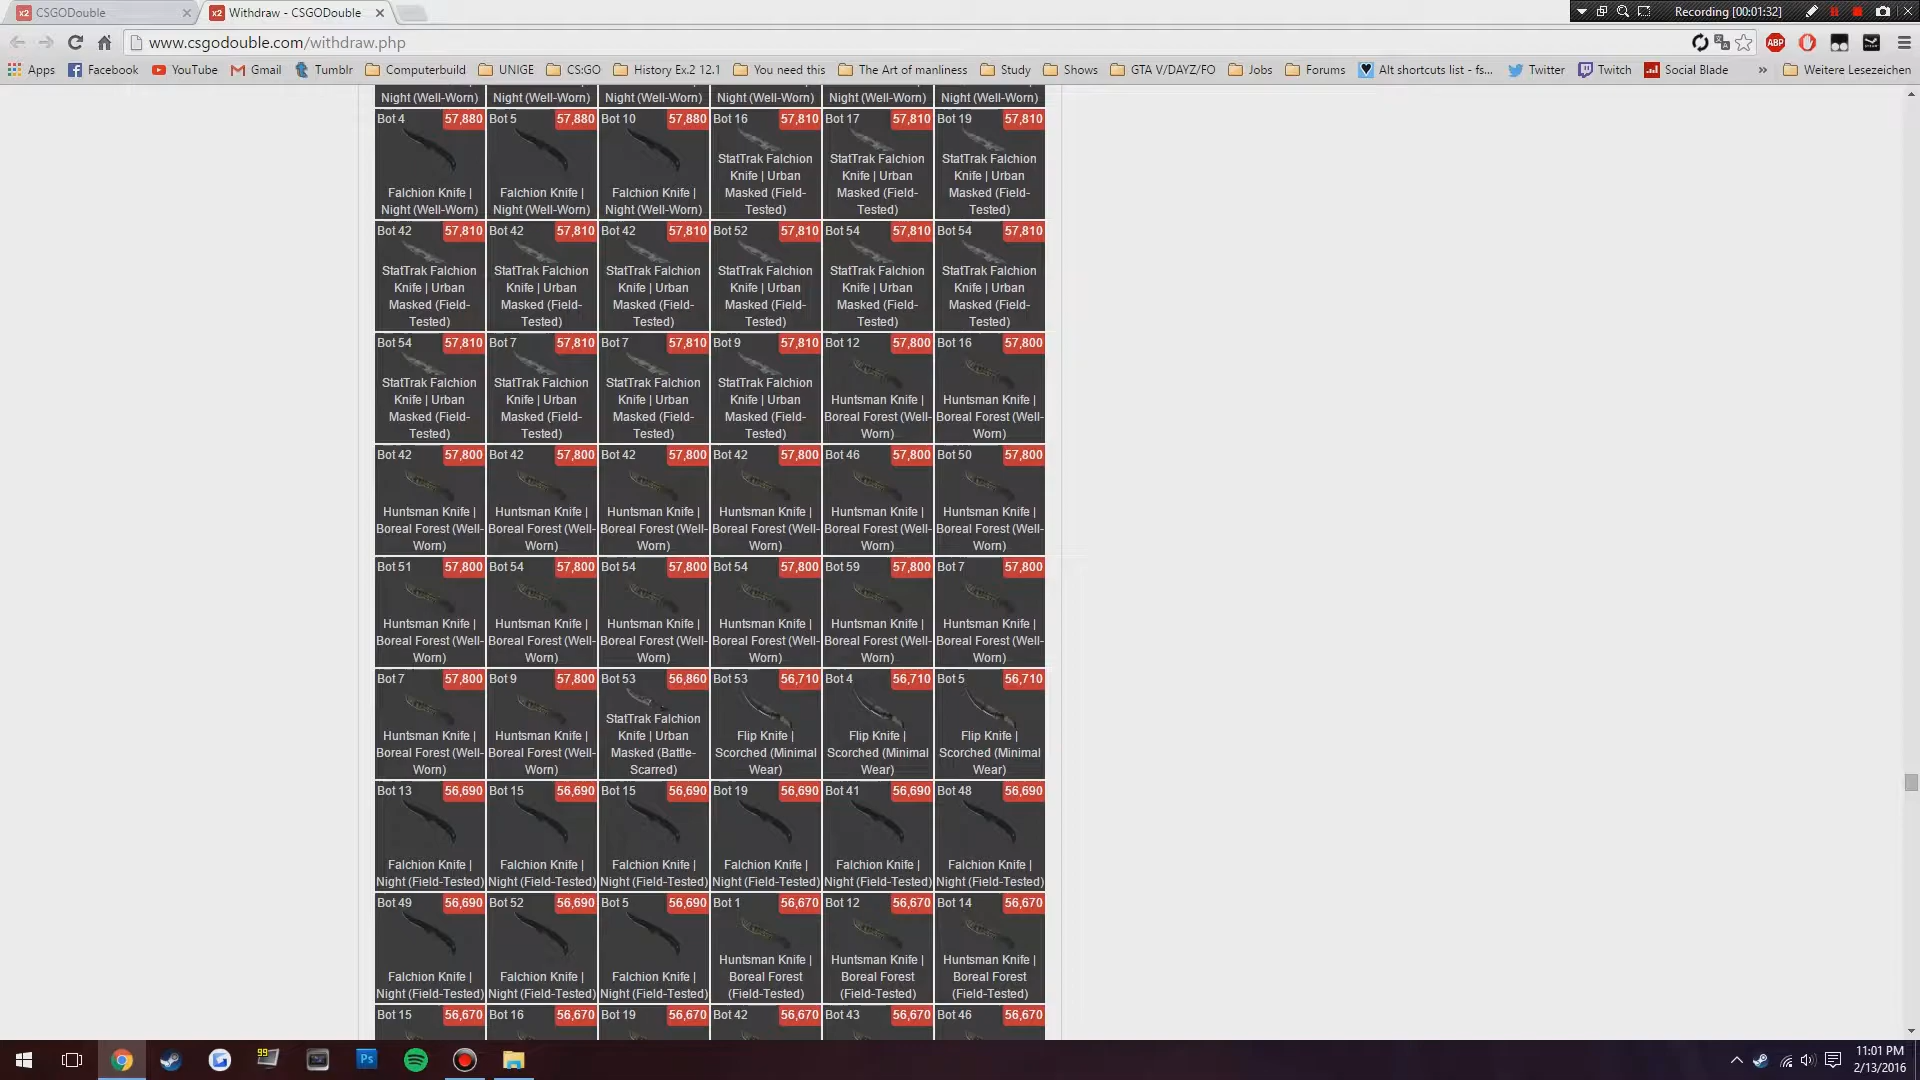 CSGODouble
Withdraw - CSGODouble
Recording [00:01:32]
www.csgodouble.com/withdraw.php
ABP
Apps Facebook YouTube Gmail Tumblr Computerbuild UNIGE CS:GO History Ex.2 12.1 You need this The Art of manliness Study Shows GTA V/DAYZ/FO Jobs Forums Alt shortcuts list - fs... Twitter Twitch Social Blade » Weitere Lesezeichen
Night (Well-Worn) Night (Well-Worn) Night (Well-Worn) Night (Well-Worn) Night (Well-Worn) Night (Well-Worn)
Bot 4 57,880 Bot 5 57,880 Bot 10 57,880 Bot 16 57,810 Bot 17 57,810 Bot 19 57,810
StatTrak Falchion StatTrak Falchion StatTrak Falchion
Knife | Urban Knife | Urban Knife | Urban
Falchion Knife | Falchion Knife | Falchion Knife | Masked (Field- Masked (Field- Masked (Field-
Night (Well-Worn) Night (Well-Worn) Night (Well-Worn) Tested) Tested) Tested)
Bot 42 57,810 Bot 42 57,810 Bot 42 57,810 Bot 52 57,810 Bot 54 57,810 Bot 54 57,810
StatTrak Falchion StatTrak Falchion StatTrak Falchion StatTrak Falchion StatTrak Falchion StatTrak Falchion
Knife | Urban Knife | Urban Knife | Urban Knife | Urban Knife | Urban Knife | Urban
Masked (Field- Masked (Field- Masked (Field- Masked (Field- Masked (Field- Masked (Field-
Tested) Tested) Tested) Tested) Tested) Tested)
Bot 54 57,810 Bot 7 57,810 Bot 7 57,810 Bot 9 57,810 Bot 12 57,800 Bot 16 57,800
StatTrak Falchion StatTrak Falchion StatTrak Falchion StatTrak Falchion
Knife | Urban Knife | Urban Knife | Urban Knife | Urban Huntsman Knife | Huntsman Knife |
Masked (Field- Masked (Field- Masked (Field- Masked (Field- Boreal Forest (Well- Boreal Forest (Well-
Tested) Tested) Tested) Tested) Worn) Worn)
Bot 42 57,800 Bot 42 57,800 Bot 42 57,800 Bot 42 57,800 Bot 46 57,800 Bot 50 57,800
Huntsman Knife | Huntsman Knife | Huntsman Knife | Huntsman Knife | Huntsman Knife | Huntsman Knife |
Boreal Forest (Well- Boreal Forest (Well- Boreal Forest (Well- Boreal Forest (Well- Boreal Forest (Well- Boreal Forest (Well-
Worn) Worn) Worn) Worn) Worn) Worn)
Bot 51 57,800 Bot 54 57,800 Bot 54 57,800 Bot 54 57,800 Bot 59 57,800 Bot 7 57,800
Huntsman Knife | Huntsman Knife | Huntsman Knife | Huntsman Knife | Huntsman Knife | Huntsman Knife |
Boreal Forest (Well- Boreal Forest (Well- Boreal Forest (Well- Boreal Forest (Well- Boreal Forest (Well- Boreal Forest (Well-
Worn) Worn) Worn) Worn) Worn) Worn)
Bot 7 57,800 Bot 9 57,800 Bot 53 56,860 Bot 53 56,710 Bot 4 56,710 Bot 5 56,710
StatTrak Falchion
Huntsman Knife | Huntsman Knife | Knife | Urban Flip Knife | Flip Knife | Flip Knife |
Boreal Forest (Well- Boreal Forest (Well- Masked (Battle- Scorched (Minimal Scorched (Minimal Scorched (Minimal
Worn) Worn) Scarred) Wear) Wear) Wear)
Bot 13 56,690 Bot 15 56,690 Bot 15 56,690 Bot 19 56,690 Bot 41 56,690 Bot 48 56,690
Falchion Knife | Falchion Knife | Falchion Knife | Falchion Knife | Falchion Knife | Falchion Knife |
Night (Field-Tested) Night (Field-Tested) Night (Field-Tested) Night (Field-Tested) Night (Field-Tested) Night (Field-Tested)
Bot 49 56,690 Bot 52 56,690 Bot 5 56,690 Bot 1 56,670 Bot 12 56,670 Bot 14 56,670
Huntsman Knife | Huntsman Knife | Huntsman Knife |
Falchion Knife | Falchion Knife | Falchion Knife | Boreal Forest Boreal Forest Boreal Forest
Night (Field-Tested) Night (Field-Tested) Night (Field-Tested) (Field-Tested) (Field-Tested) (Field-Tested)
Bot 15 56,670 Bot 16 56,670 Bot 19 56,670 Bot 42 56,670 Bot 43 56,670 Bot 46 56,670
99
Ps
11:01 PM
2/13/2016